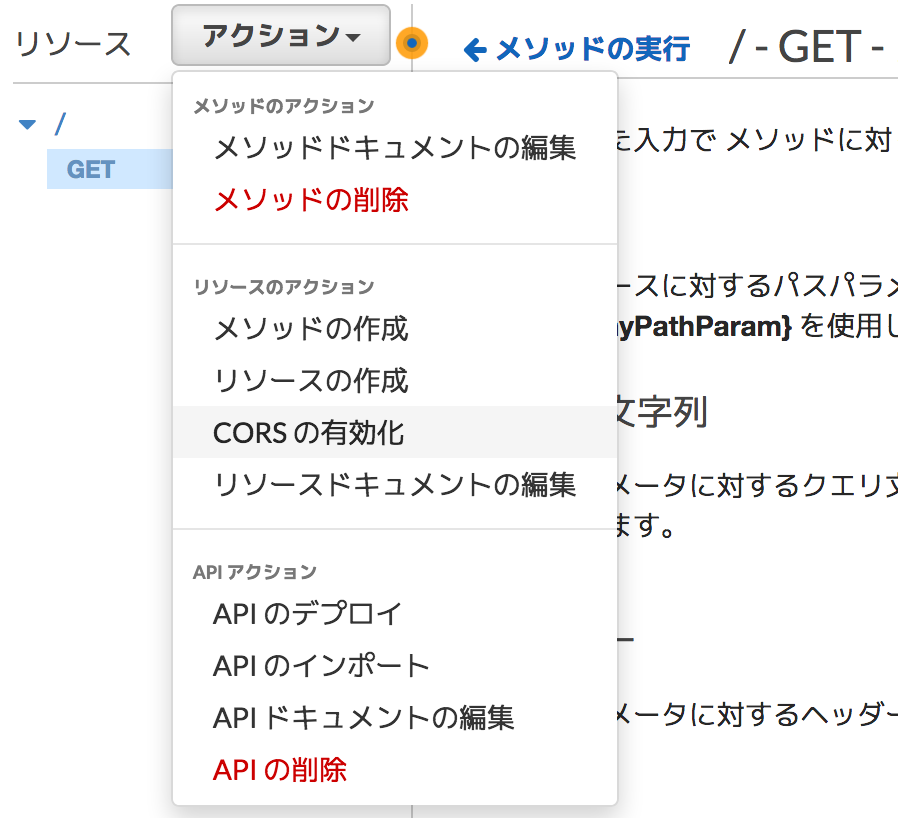 リソース
アクション
メソッドの実行
/ - GET -
/
GET
メソッドのアクション
メソッドドキュメントの編集
メソッドの削除
リソースのアクション
メソッドの作成
リソースの作成
CORS の有効化
リソースドキュメントの編集
API アクション
API のデプロイ
API のインポート
API ドキュメントの編集
API の削除
た入力で メソッドに対
ースに対するパスパラメ
yPathParam} を使用し
文字列
メータに対するクエリ文
ます。
ー
メータに対するヘッダー